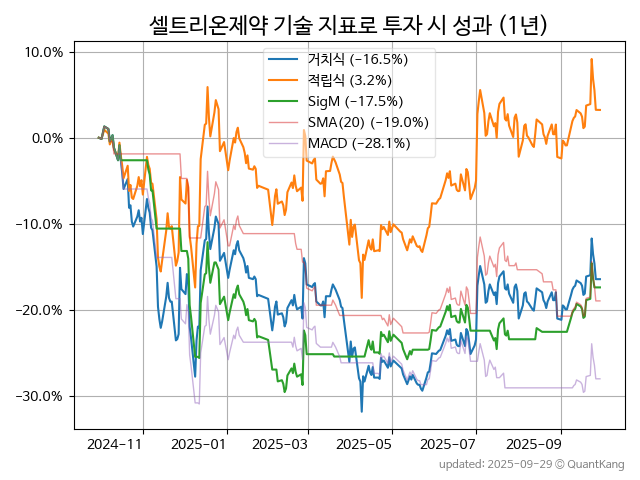 셀트리온제약 기술 지표로 투자 시 성과 (1년)
10.0%
0.0%
−10.0%
−20.0%
−30.0%
거치식 (−16.5%)
적립식 (3.2%)
SigM (−17.5%)
SMA(20) (−19.0%)
MACD (−28.1%)
2024−11
2025−01
2025−03
2025−05
2025−07
2025−09
updated: 2025−09−29 © QuantKang